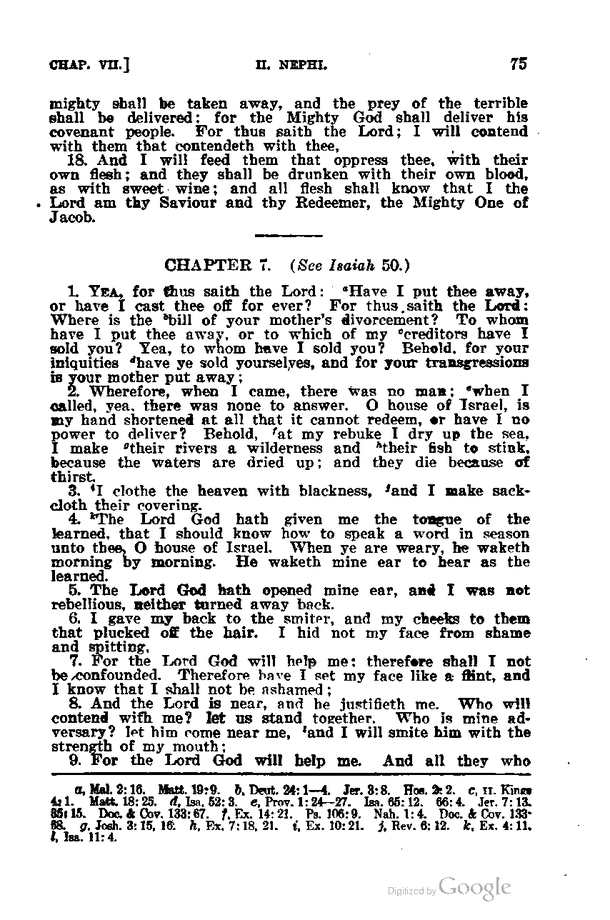 CHAP. VII.] II. NEPHI. 75
mighty shall be taken away, and the prey of the terrible
shall be delivered; for the Mighty God shall deliver his
covenant people. For thus saith the Lord; I will contend
with them that contendeth with thee,
18. And I will feed them that oppress thee, with their
own flesh; and they shall be drunken with their own blood,
as with sweet wine; and all flesh shall know that I the
Lord am thy Saviour and thy Redeemer, the Mighty One of
Jacob.
CHAPTER 7. (See Isaiah 50.)
1. YEA, for thus saith the Lord: aHave I put thee away,
or have I cast thee off for ever? For thus saith the Lord:
Where is the bbill of your mother's divorcement? To whom
have I put thee away, or to which of my ccreditors have I
sold you? Yea, to whom have I sold you? Behold, for your
iniquities dhave ye sold yourselves, and for your transgressions
is your mother put away;
2. Wherefore, when I came, there was no man; ewhen I
called, yea, there was none to answer. O house of Israel, is
my hand shortened at all that it cannot redeem, or have I no
power to deliver? Behold, fat my rebuke I dry up the sea,
I make gtheir rivers a wilderness and htheir fish to stink,
because the waters are dried up; and they die because of
thirst.
3. iI clothe the heaven with blackness, jand I make sack-
cloth their covering.
4. kThe Lord God hath given me the tongue of the
learned, that I should know how to speak a word in season
unto thee, O house of Israel. When ye are weary, he waketh
morning by morning. He waketh mine ear to hear as the
learned.
5. The Lord God hath opened mine ear, and I was not
rebellious, neither turned away back.
6. I gave my back to the smiter, and my cheeks to them
that plucked off the hair. I hid not my face from shame
and spitting,
7. For the Lord God will help me; therefore shall I not
be confounded. Therefore have I set my face like a flint, and
I know that I shall not be ashamed;
8. And the Lord is near, and he justifieth me. Who will
contend with me? let us stand together. Who is mine ad-
versary? let him come near me, land I will smite him with the
strength of my mouth;
9. For the Lord God will help me. And all they who
a, Mal. 2:16. Matt. 19:9. b, Deut. 24:1—4. Jer. 3:8. Hos. 2:2. c, II. Kings
4:1. Matt. 18:25. d, Isa. 52:3. e, Prov. 1:24—27. Isa. 65:12. 66:4. Jer. 7:13.
35:15. Doc. & Cov. 133:67. f, Ex. 14:21. Ps. 106:9. Nah. 1:4. Doc. & Cov. 133-
68. g, Josh. 3:15, 16. h, Ex. 7:18, 21. i, Ex. 10:21. j, Rev. 6:12. k, Ex. 4:11.
l, Isa. 11:4.
Digitized by Google